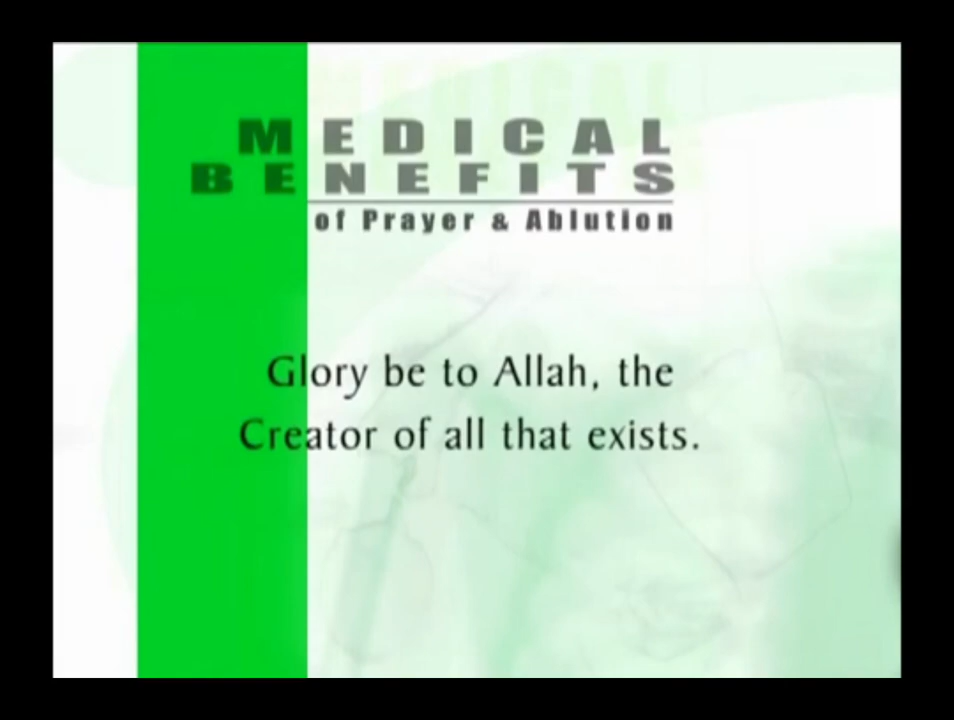 MEDICAL
BENEFITS
of Prayer & Ablution
Glory be to Allah, the
Creator of all that exists.